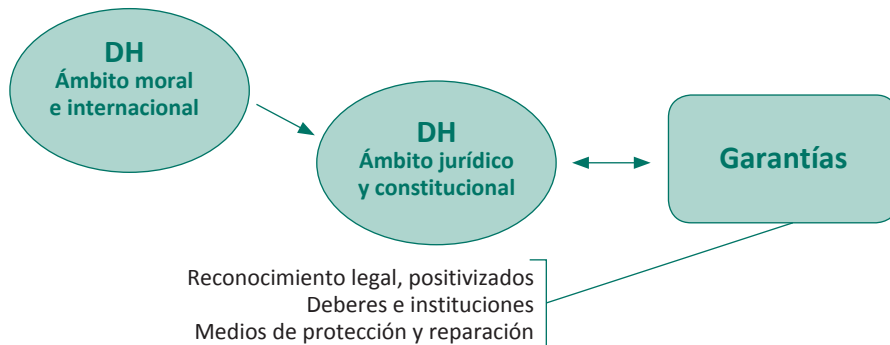 DH
Ámbito moral
e internacional
DH
Ámbito jurídico
y constitucional
Garantías
Reconocimiento legal, positivizados
Deberes e instituciones
Medios de protección y reparación